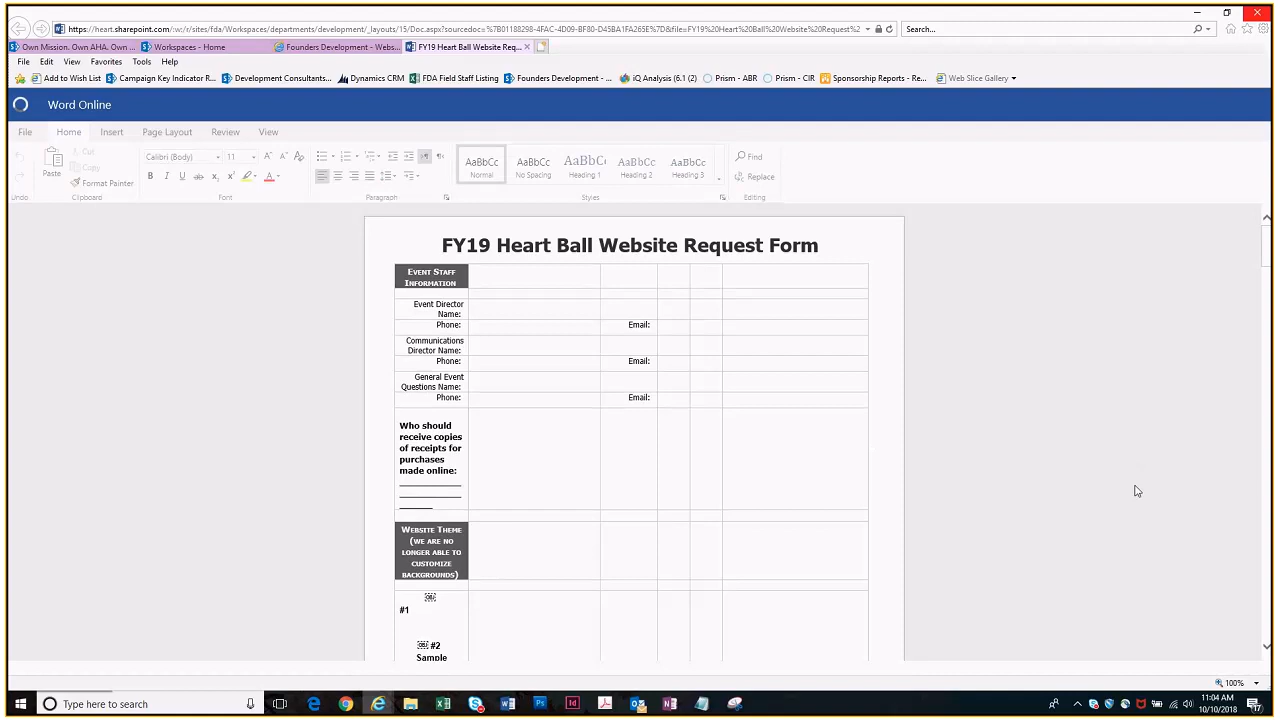 https://heart.sharepoint.com/:w:/r/sites/fda/Workspaces/departments/development/_layouts/15/Doc.aspx?sourcedoc=%7B01188298-4FAC-4D09-BF80-D45BA1FA265E%7D&file=FY19%20Heart%20Ball%20Website%20Request%2
Search...
Own Mission. Own AHA. Own ...
Workspaces - Home
Founders Development - Webs...
FY19 Heart Ball Website Req...
File Edit View Favorites Tools Help
Add to Wish List
Campaign Key Indicator R...
Development Consultants...
Dynamics CRM
FDA Field Staff Listing
Founders Development - ...
iQ Analysis (6.1) (2)
Prism - ABR
Prism - CIR
Sponsorship Reports - Re...
Web Slice Gallery
Word Online
File Home Insert Page Layout Review View
Cut
Copy
Format Painter
Paste
Calibri (Body) 11
AaBbCc AaBbCc AaBbCc AaBbCc AaBbCc
Normal No Spacing Heading 1 Heading 2 Heading 3
Find
Replace
Undo Clipboard Font Paragraph Styles Editing
FY19 Heart Ball Website Request Form
Event Staff
Information
Event Director
Name:
Phone: Email:
Communications
Director Name:
Phone: Email:
General Event
Questions Name:
Phone: Email:
Who should
receive copies
of receipts for
purchases
made online:
Website Theme
(we are no
longer able to
customize
backgrounds)
#1
#2
Sample
100%
Type here to search
11:04 AM
10/10/2018
17